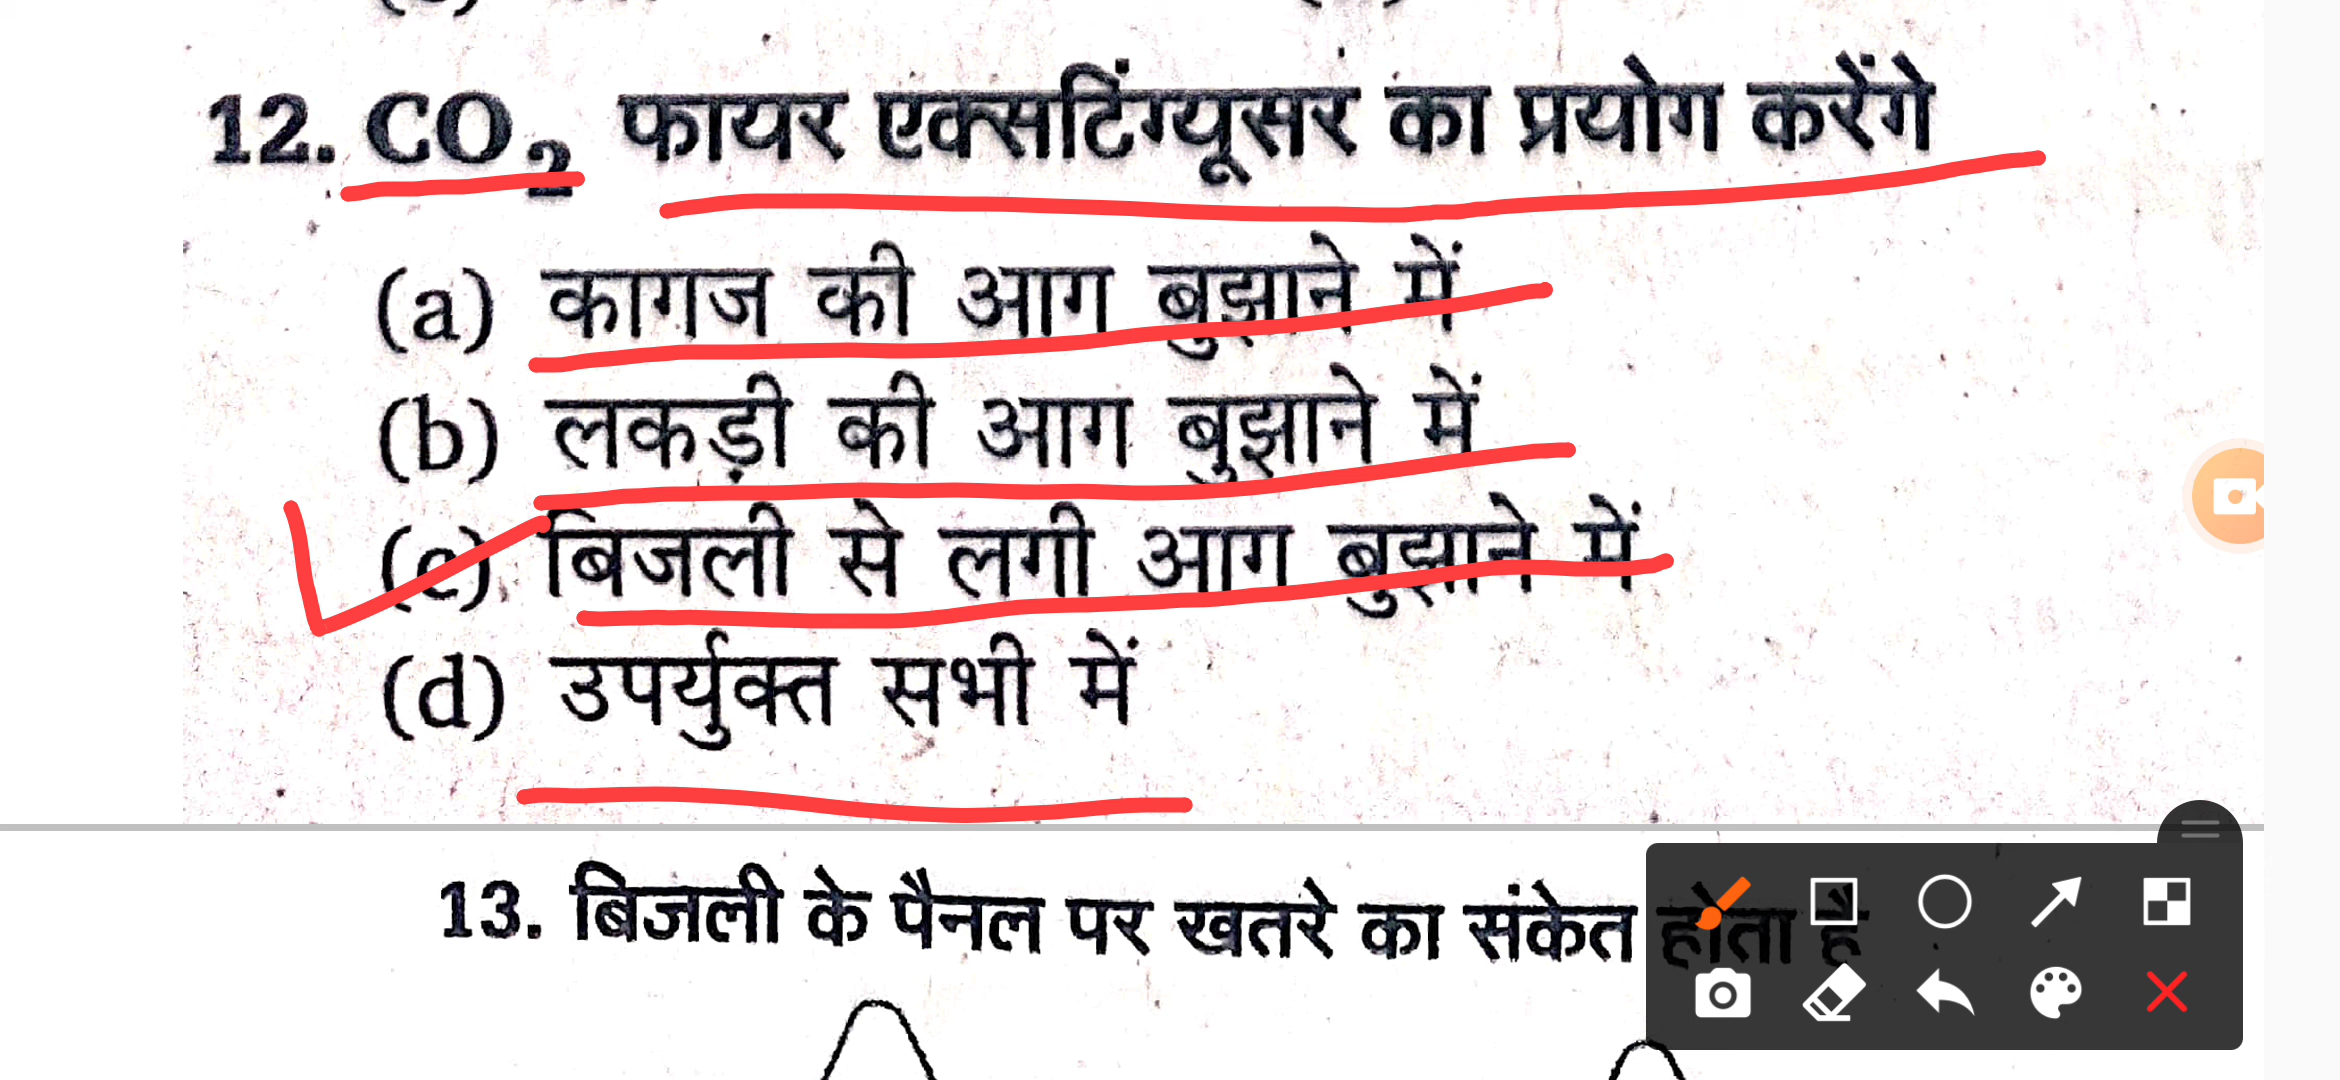 12. CO₂ फायर एक्सटिंग्यूसर का प्रयोग करेंगे
(a) कागज की आग बुझाने में
(b) लकड़ी की आग बुझाने में
(c) बिजली से लगी आग बुझाने में
(d) उपर्युक्त सभी में
13. बिजली के पैनल पर खतरे का संकेत होता है